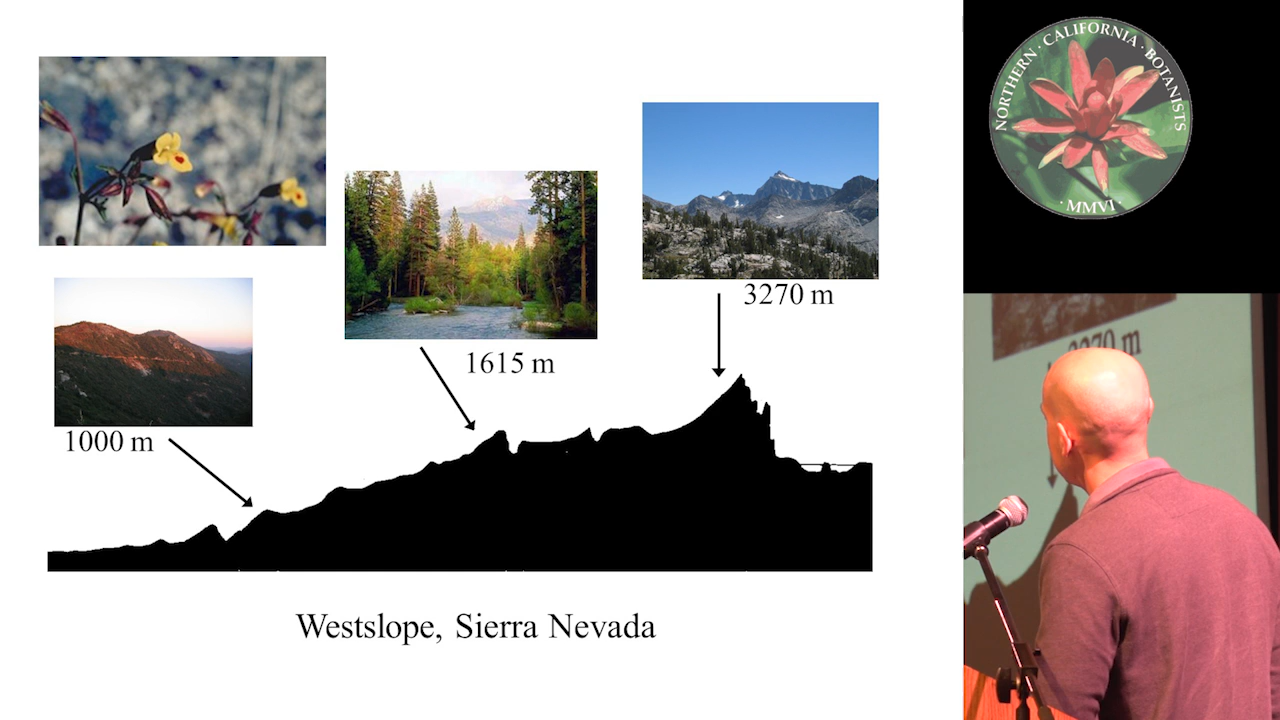 NORTHERN · CALIFORNIA · BOTANISTS
· MMVI ·
3270 m
1615 m
1000 m
Westslope, Sierra Nevada
3270 m